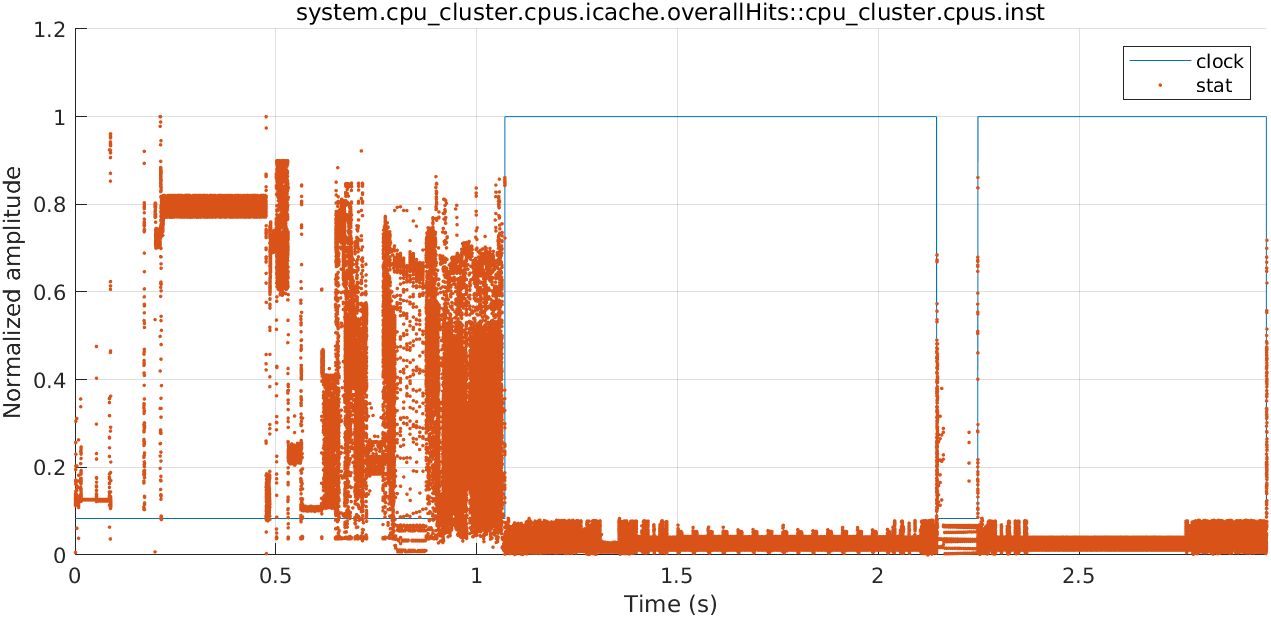 system.cpu_cluster.cpus.icache.overallHits::cpu_cluster.cpus.inst
1.2
1
0.8
0.6
0.4
0.2
0
Normalized amplitude
clock
stat
0
0.5
1
1.5
2
2.5
Time (s)